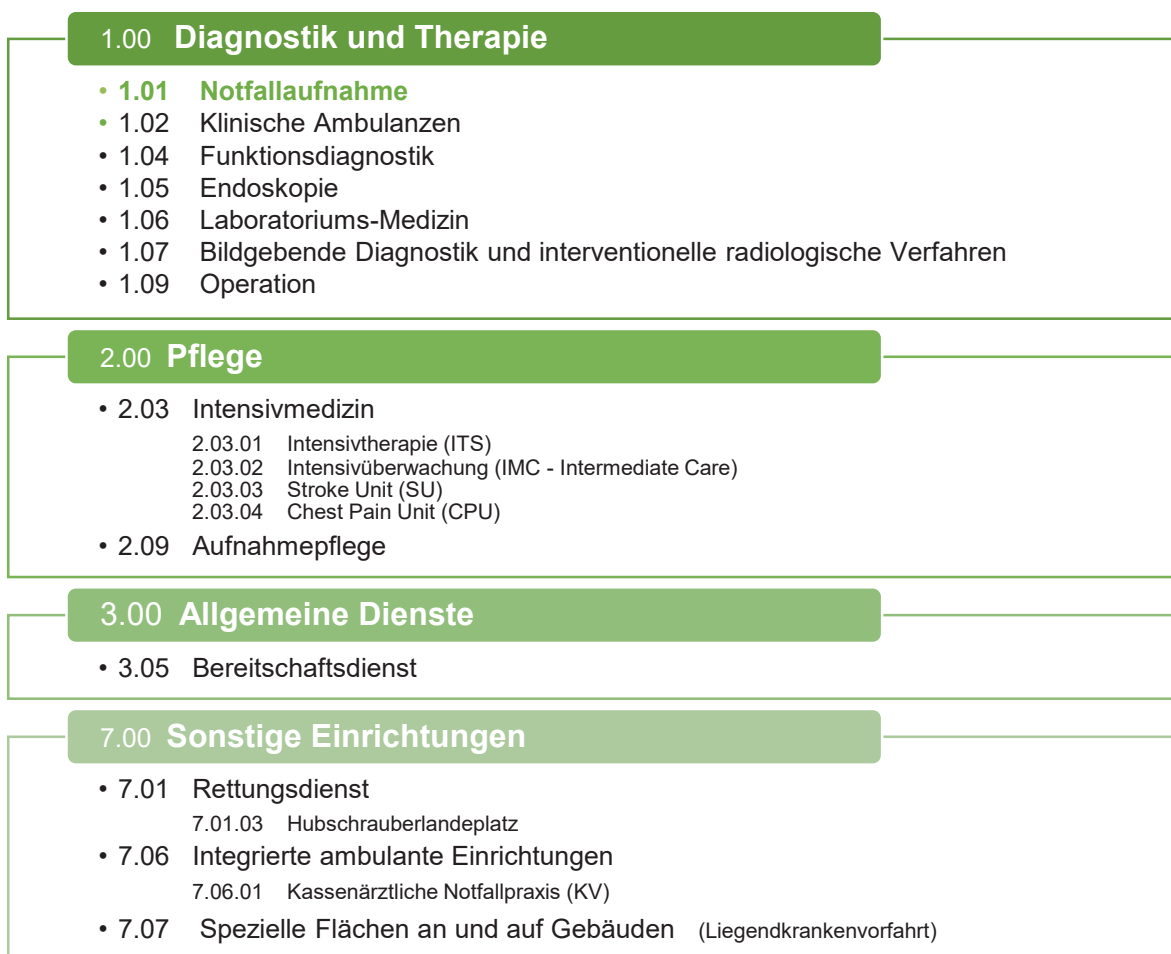 1.00 Diagnostik und Therapie
• 1.01 Notfallaufnahme
• 1.02 Klinische Ambulanzen
• 1.04 Funktionsdiagnostik
• 1.05 Endoskopie
• 1.06 Laboratoriums-Medizin
• 1.07 Bildgebende Diagnostik und interventionelle radiologische Verfahren
• 1.09 Operation
2.00 Pflege
• 2.03 Intensivmedizin
2.03.01 Intensivtherapie (ITS)
2.03.02 Intensivüberwachung (IMC - Intermediate Care)
2.03.03 Stroke Unit (SU)
2.03.04 Chest Pain Unit (CPU)
• 2.09 Aufnahmepflege
3.00 Allgemeine Dienste
• 3.05 Bereitschaftsdienst
7.00 Sonstige Einrichtungen
• 7.01 Rettungsdienst
7.01.03 Hubschrauberlandeplatz
• 7.06 Integrierte ambulante Einrichtungen
7.06.01 Kassenärztliche Notfallpraxis (KV)
• 7.07 Spezielle Flächen an und auf Gebäuden (Liegendkrankenvorfahrt)